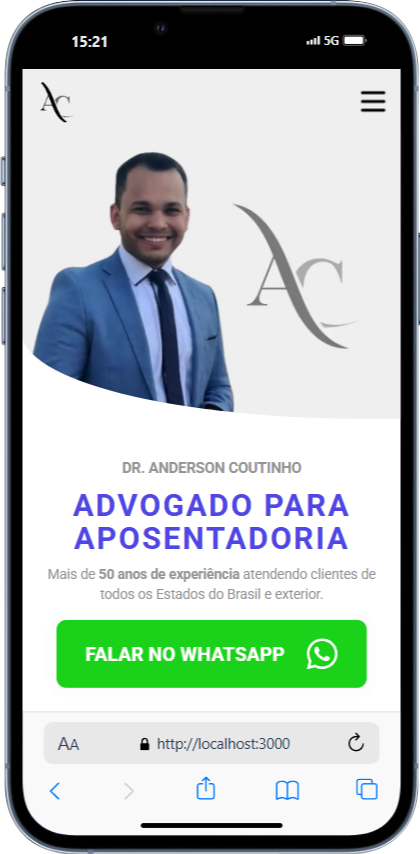 15:21 5G
AC
AC
DR. ANDERSON COUTINHO
ADVOGADO PARA
APOSENTADORIA
Mais de 50 anos de experiência atendendo clientes de
todos os Estados do Brasil e exterior.
FALAR NO WHATSAPP
AA http://localhost:3000